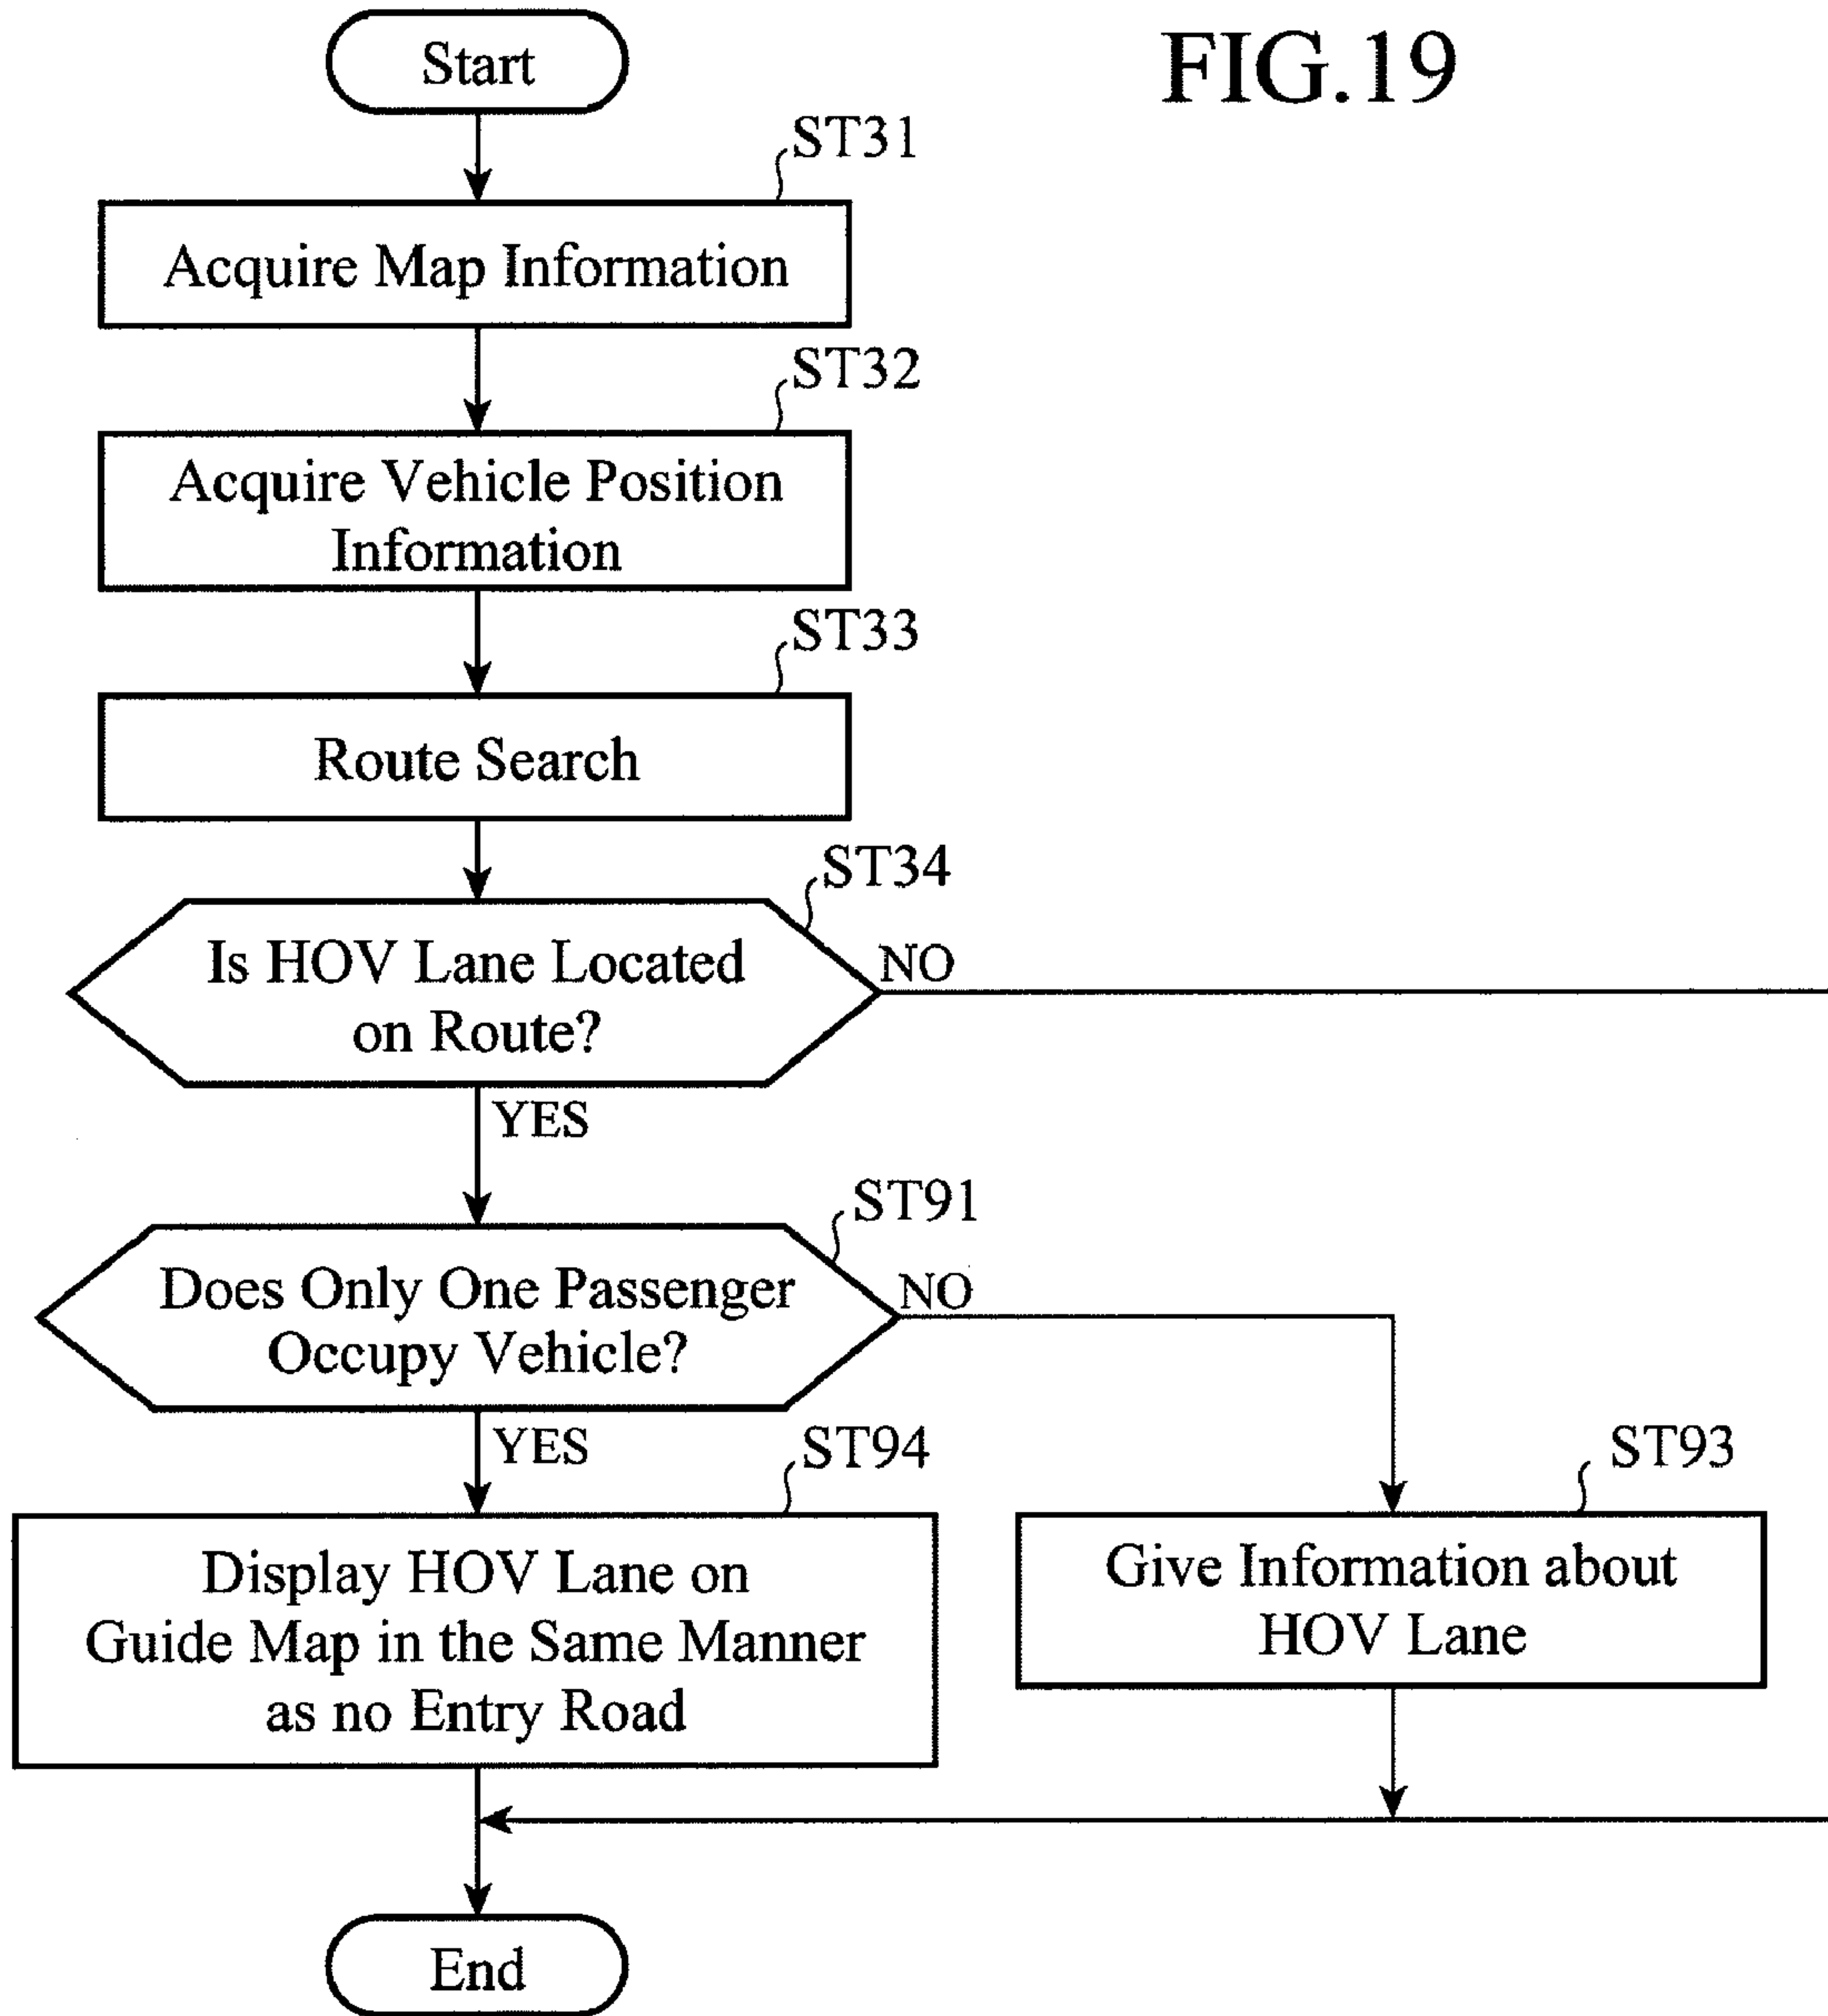 FIG.19
Start
ST31
Acquire Map Information
ST32
Acquire Vehicle Position
Information
ST33
Route Search
ST34
Is HOV Lane Located
on Route?
NO
YES
ST91
Does Only One Passenger
Occupy Vehicle?
NO
YES
ST94
Display HOV Lane on
Guide Map in the Same Manner
as no Entry Road
ST93
Give Information about
HOV Lane
End